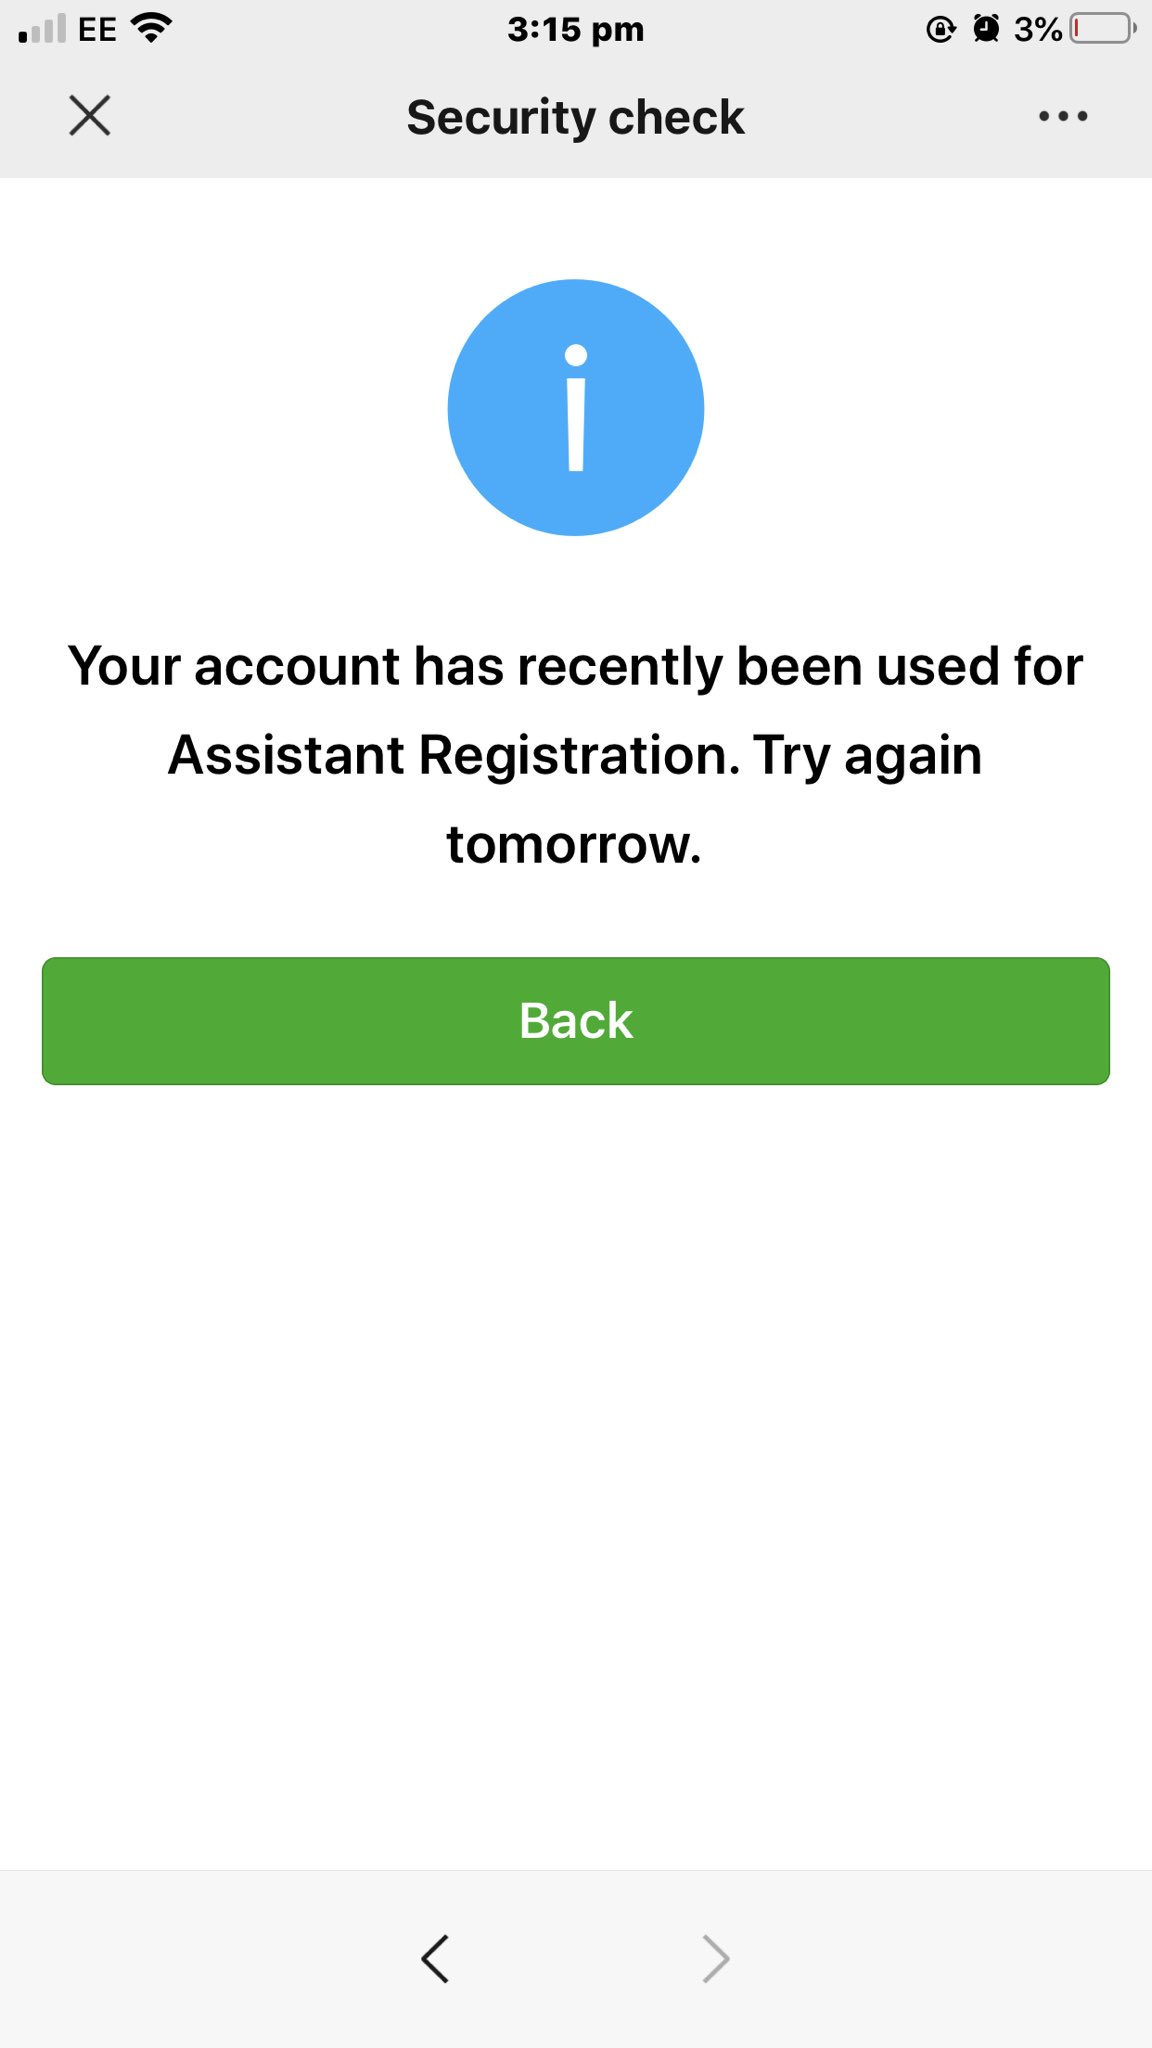 EE 3:15 pm 3%
Security check
Your account has recently been used for
Assistant Registration. Try again
tomorrow.
Back